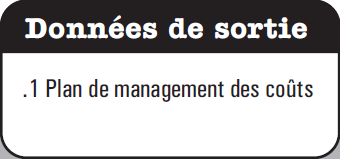 Données de sortie
.1 Plan de management des coûts